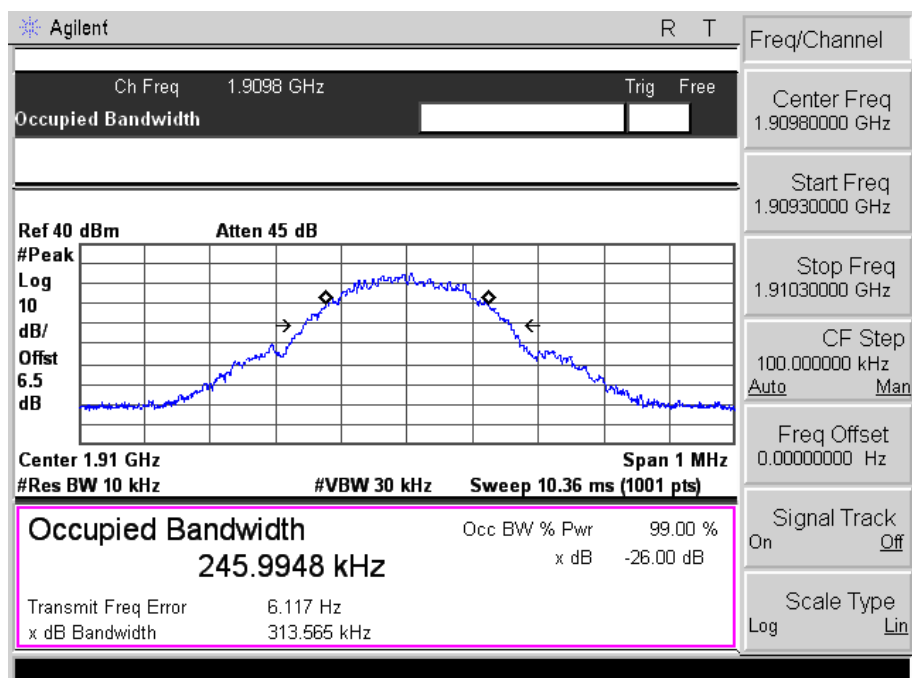 Agilent R T
Freq/Channel
Ch Freq 1.9098 GHz Trig Free
Occupied Bandwidth
Center Freq
1.90980000 GHz
Start Freq
1.90930000 GHz
Stop Freq
1.91030000 GHz
CF Step
100.000000 kHz
Auto Man
Freq Offset
0.00000000 Hz
Signal Track
On Off
Scale Type
Log Lin
Ref 40 dBm Atten 45 dB
#Peak
Log
10
dB/
Offst
6.5
dB
Center 1.91 GHz Span 1 MHz
#Res BW 10 kHz #VBW 30 kHz Sweep 10.36 ms (1001 pts)
Occupied Bandwidth Occ BW % Pwr 99.00 %
245.9948 kHz x dB -26.00 dB
Transmit Freq Error 6.117 Hz
x dB Bandwidth 313.565 kHz